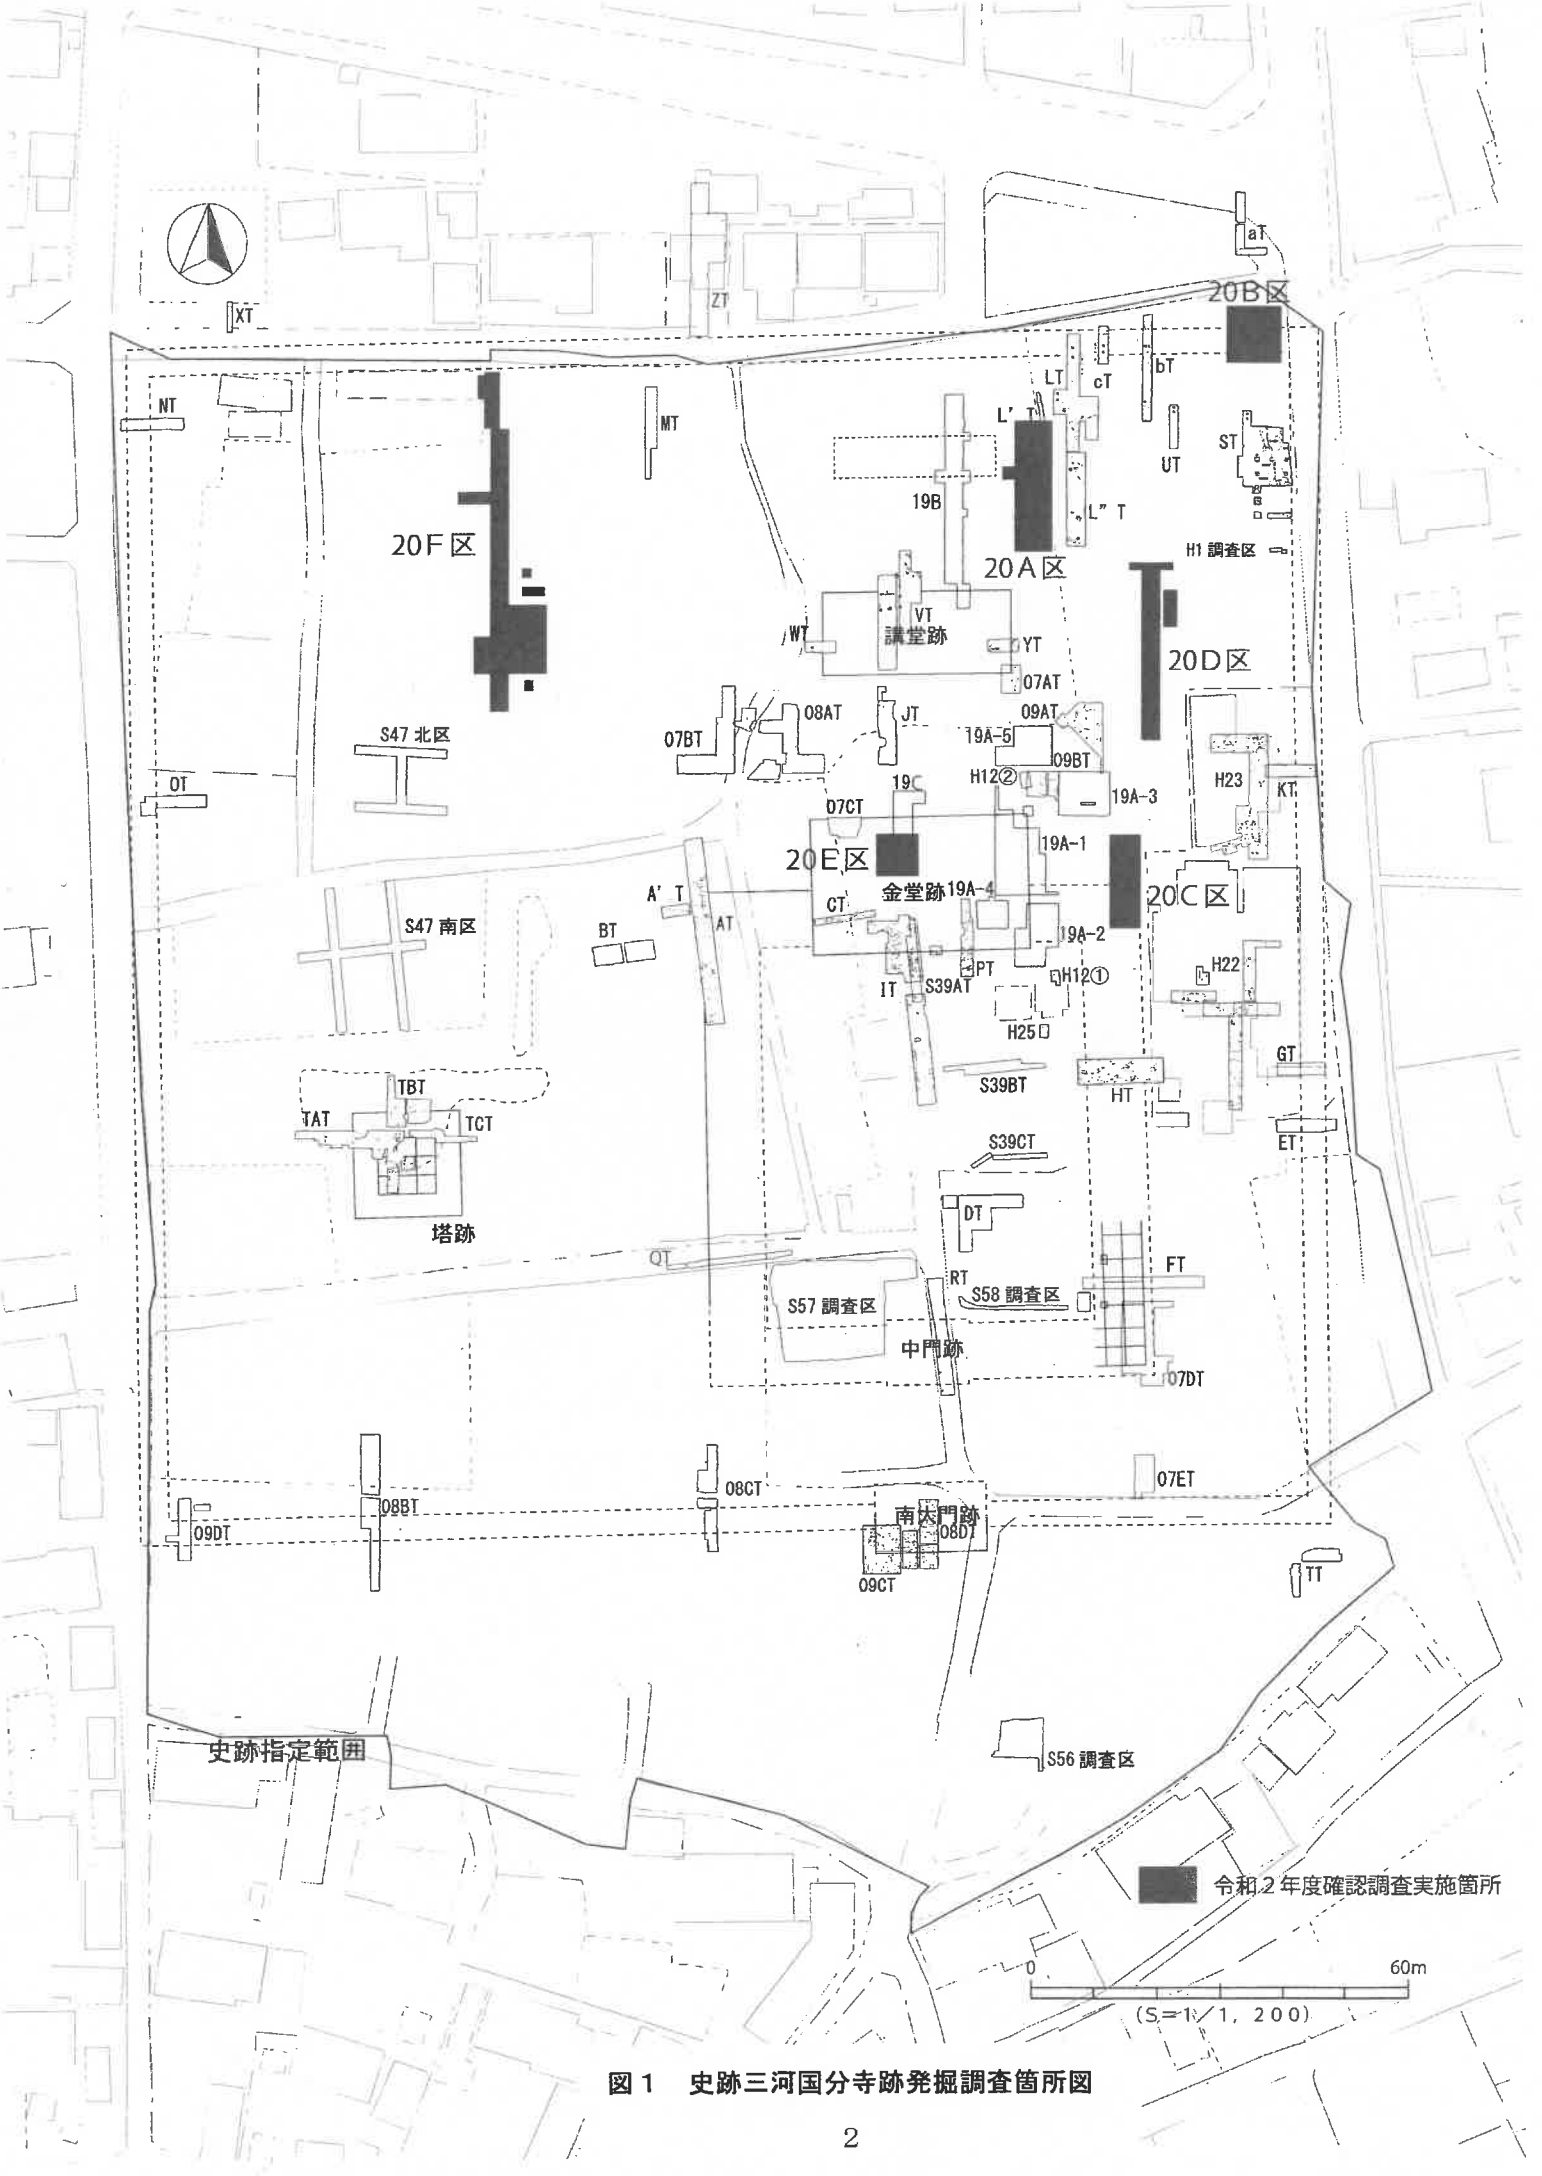 aT
20B区
XT
ZT
bT
cT
LT
NT
L' T
MT
ST
UT
19B
L" T
20F区
H1 調査区
20A区
VT
WT
講堂跡
YT
20D区
07AT
08AT
JT
09AT
07BT
19A-5
S47 北区
09BT
H12②
19C
H23
KT
OT
19A-3
07CT
19A-1
20E区
金堂跡
19A-4
20C区
A' T
CT
AT
S47 南区
BT
19A-2
H22
PT
H12①
IT
S39AT
H25
GT
S39BT
TBT
HT
TAT
TCT
S39CT
ET
DT
塔跡
QT
FT
RT
S57 調査区
S58 調査区
中門跡
07DT
07ET
08CT
08BT
南大門跡
09DT
08DT
TT
09CT
史跡指定範囲
S56 調査区
令和2年度確認調査実施箇所
0
60m
(S=1/1, 200)
図1 史跡三河国分寺跡発掘調査箇所図
2